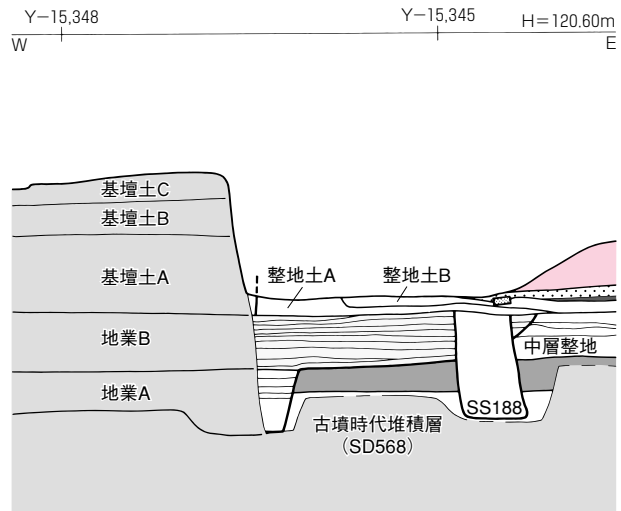 Y−15,348
Y−15,345
H=120.60m
W
E
基壇土C
基壇土B
基壇土A
整地土A
整地土B
地業B
中層整地
地業A
SS188
古墳時代堆積層
（SD568）